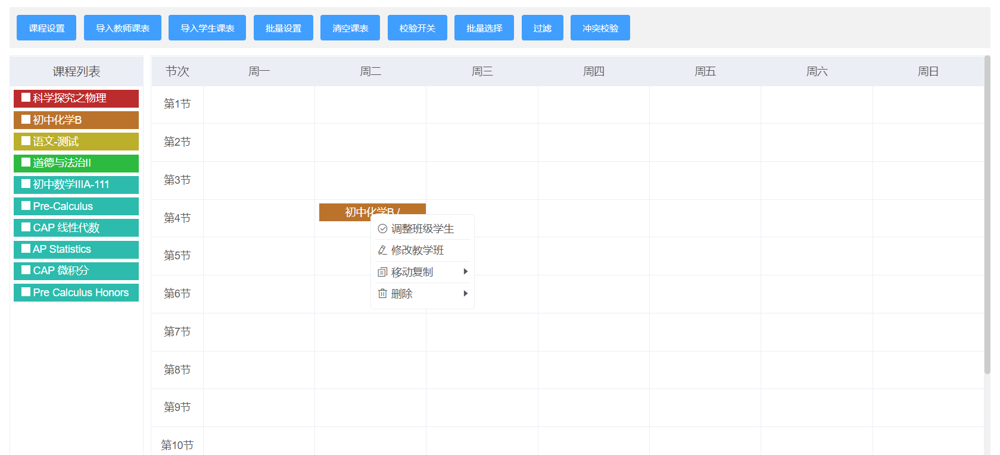 课程设置 导入教师课表 导入学生课表 批量设置 清空课表 校验开关 批量选择 过滤 冲突校验
课程列表
科学探究之物理
初中化学B
语文-测试
道德与法治II
初中数学IIIA-111
Pre-Calculus
CAP 线性代数
AP Statistics
CAP 微积分
Pre Calculus Honors
节次 周一 周二 周三 周四 周五 周六 周日
第1节
第2节
第3节
第4节
初中化学B /
第5节
第6节
第7节
第8节
第9节
第10节
调整班级学生
修改教学班
移动复制
删除